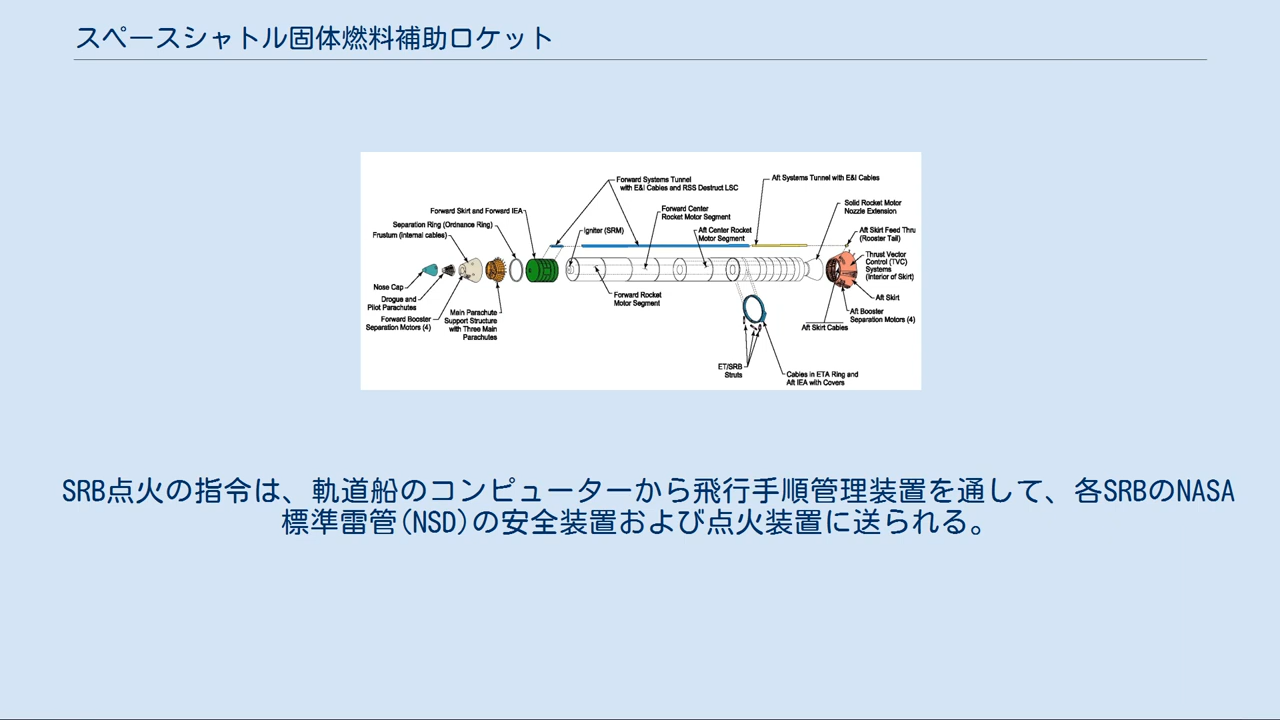 スペースシャトル固体燃料補助ロケット
Forward Systems Tunnel
with E&I Cables and RSS Destruct LSC
Aft Systems Tunnel with E&I Cables
Forward Skirt and Forward IEA
Separation Ring (Ordnance Ring)
Frustum (Internal cables)
Igniter (SRM)
Forward Center
Rocket Motor Segment
Aft Center Rocket
Motor Segment
Solid Rocket Motor
Nozzle Extension
Aft Skirt Feed Thru
(Rooster Tail)
Thrust Vector
Control (TVC)
Systems
(Interior of Skirt)
Nose Cap
Drogue and
Pilot Parachutes
Forward Booster
Separation Motors (4)
Main Parachute
Support Structure
with Three Main
Parachutes
Forward Rocket
Motor Segment
Aft Skirt
Aft Booster
Separation Motors (4)
Aft Skirt Cables
ET/SRB
Struts
Cables in ETA Ring and
Aft IEA with Covers
SRB点火の指令は、軌道船のコンピューターから飛行手順管理装置を通して、各SRBのNASA
標準雷管(NSD)の安全装置および点火装置に送られる。